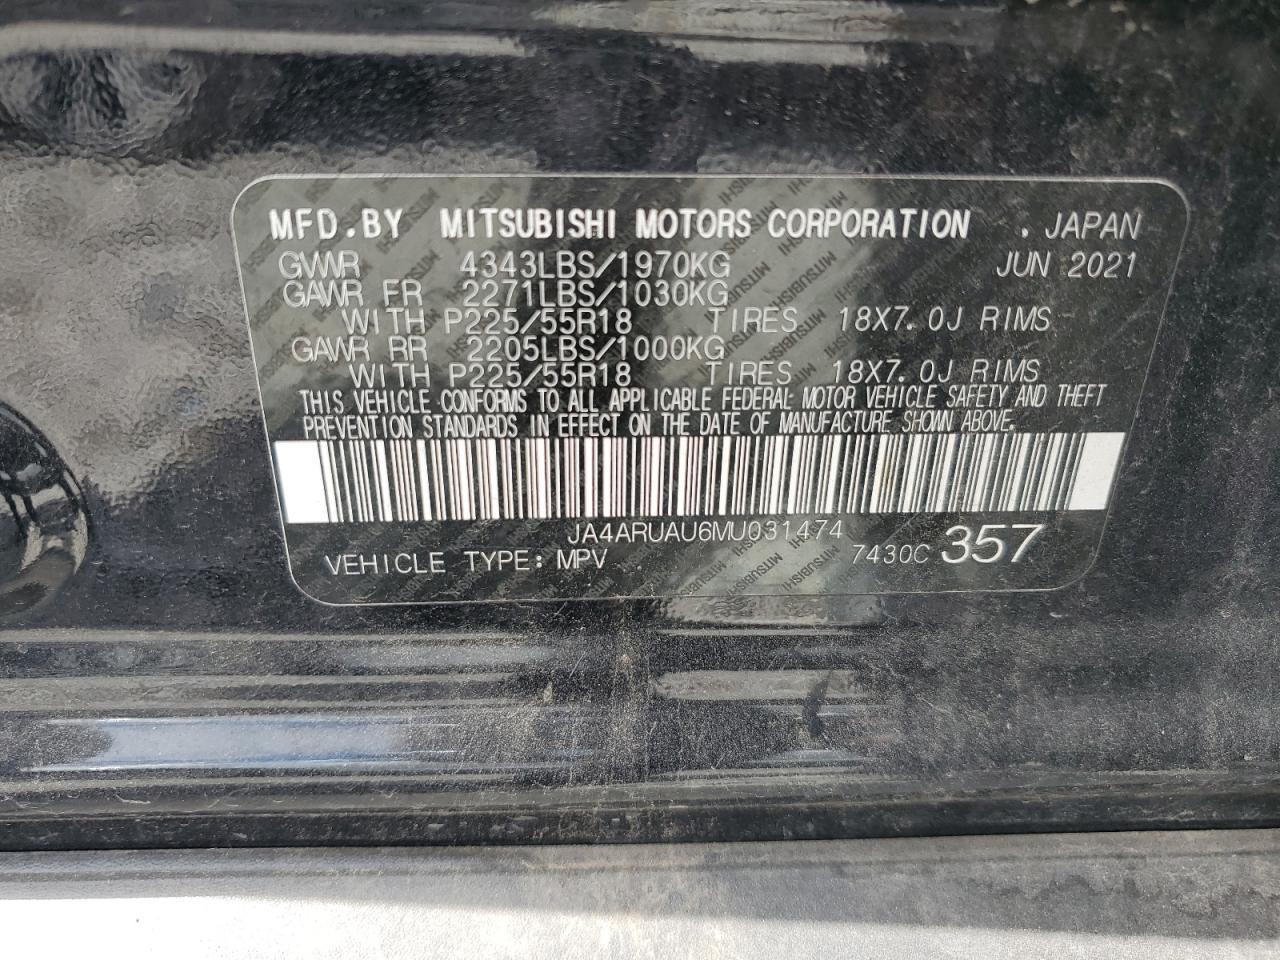 MFD.BY MITSUBISHI MOTORS CORPORATION . JAPAN
GVWR 4343LBS/1970KG JUN 2021
GAWR FR 2271LBS/1030KG
WITH P225/55R18 TIRES 18X7.0J RIMS
GAWR RR 2205LBS/1000KG
WITH P225/55R18 TIRES 18X7.0J RIMS
THIS VEHICLE CONFORMS TO ALL APPLICABLE FEDERAL MOTOR VEHICLE SAFETY AND THEFT
PREVENTION STANDARDS IN EFFECT ON THE DATE OF MANUFACTURE SHOWN ABOVE.
JA4ARUAU6MU031474
VEHICLE TYPE: MPV 7430C 357